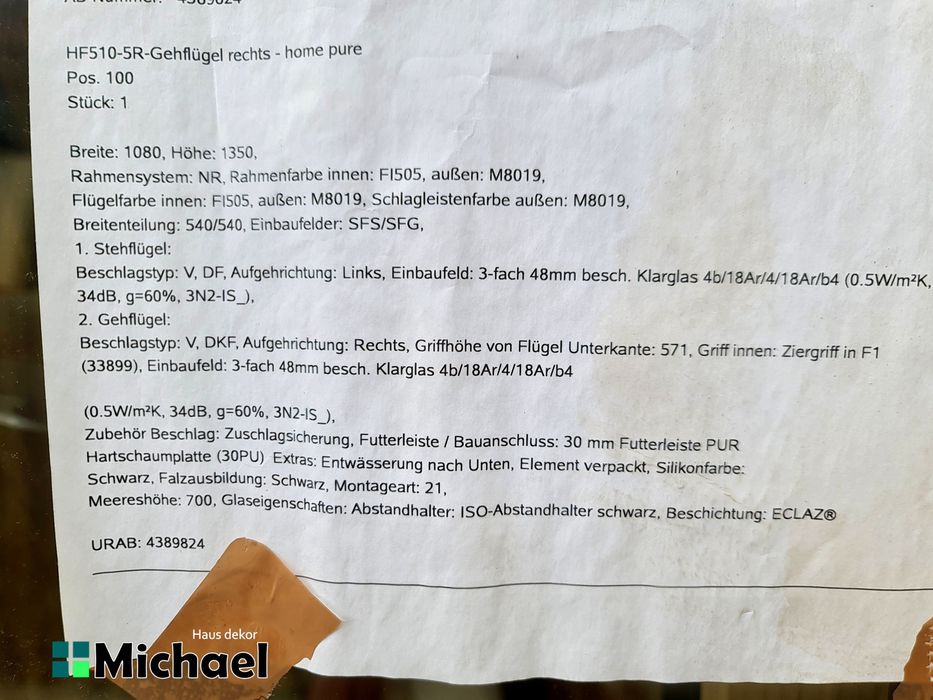 AB Nummer: 4389824
HF510-5R-Gehflügel rechts - home pure
Pos. 100
Stück: 1
Breite: 1080, Höhe: 1350,
Rahmensystem: NR, Rahmenfarbe innen: FI505, außen: M8019,
Flügelfarbe innen: FI505, außen: M8019, Schlagleistenfarbe außen: M8019,
Breitenteilung: 540/540, Einbaufelder: SFS/SFG,
1. Stehflügel:
Beschlagstyp: V, DF, Aufgehrichtung: Links, Einbaufeld: 3-fach 48mm besch. Klarglas 4b/18Ar/4/18Ar/b4 (0.5W/m²K,
34dB, g=60%, 3N2-IS_),
2. Gehflügel:
Beschlagstyp: V, DKF, Aufgehrichtung: Rechts, Griffhöhe von Flügel Unterkante: 571, Griff innen: Ziergriff in F1
(33899), Einbaufeld: 3-fach 48mm besch. Klarglas 4b/18Ar/4/18Ar/b4
(0.5W/m²K, 34dB, g=60%, 3N2-IS_),
Zubehör Beschlag: Zuschlagsicherung, Futterleiste / Bauanschluss: 30 mm Futterleiste PUR
Hartschaumplatte (30PU) Extras: Entwässerung nach Unten, Element verpackt, Silikonfarbe:
Schwarz, Falzausbildung: Schwarz, Montageart: 21,
Meereshöhe: 700, Glaseigenschaften: Abstandhalter: ISO-Abstandhalter schwarz, Beschichtung: ECLAZ®
URAB: 4389824
Haus dekor
Michael